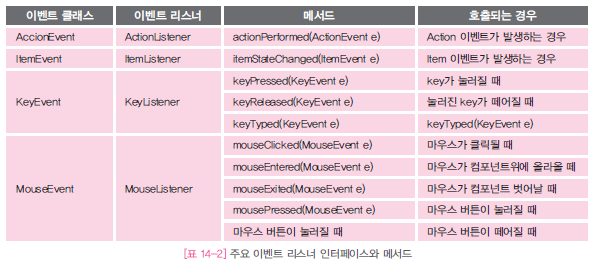 이벤트 클래스 이벤트 리스너 메서드 호출되는 경우
AccionEvent ActionListener actionPerformed(ActionEvent e) Action 이벤트가 발생하는 경우
ItemEvent ItemListener itemStateChanged(ItemEvent e) Item 이벤트가 발생하는 경우
keyPressed(KeyEvent e) key가 눌러질 때
KeyEvent KeyListener keyReleased(KeyEvent e) 눌러진 key가 떼어질 때
keyTyped(KeyEvent e) keyTyped(KeyEvent e)
mouseClicked(MouseEvent e) 마우스가 클릭될 때
mouseEntered(MouseEvent e) 마우스가 컴포넌트위에 올라올 떼
MouseEvent MouseListener mouseExited(MouseEvent e) 마우스가 컴포넌트 벗어날 때
mousePressed(MouseEvent e) 마우스 버튼이 눌러질 때
마우스 버튼이 눌러질 때 마우스 버튼이 떼어질 때
[표 14-2] 주요 이벤트 리스너 인터페이스와 메서드